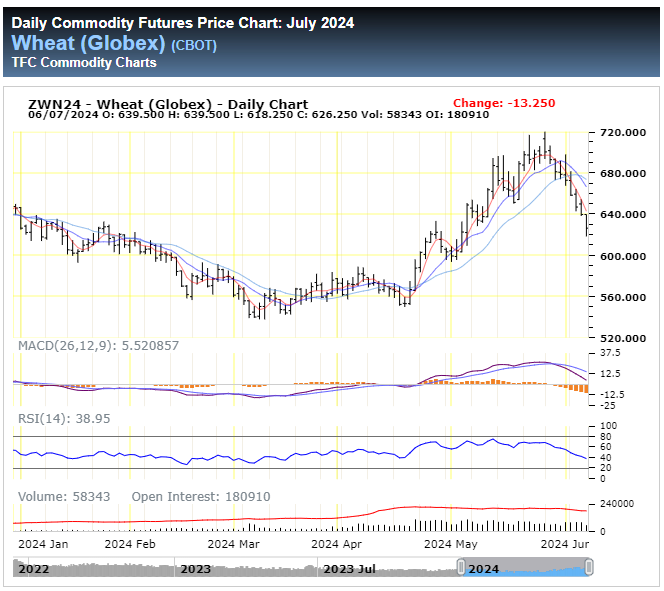 Daily Commodity Futures Price Chart: July 2024
Wheat (Globex) (CBOT)
TFC Commodity Charts
ZWN24 - Wheat (Globex) - Daily Chart Change: -13.250
06/07/2024 O: 639.500 H: 639.500 L: 618.250 C: 626.250 Vol: 58343 OI: 180910
720.000
680.000
640.000
600.000
560.000
520.000
MACD(26,12,9): 5.520857
37.5
12.5
-12.5
-25
RSI(14): 38.95
100
80
60
40
20
0
Volume: 58343 Open Interest: 180910
240000
0
2024 Jan 2024 Feb 2024 Mar 2024 Apr 2024 May 2024 Jun
2022 2023 2023 Jul 2024